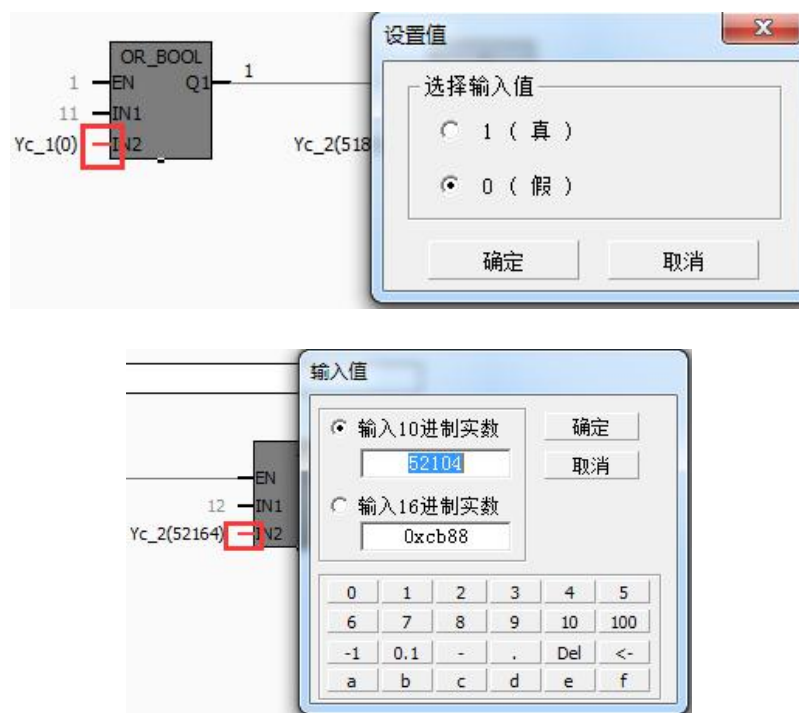 设置值
OR_BOOL
1 EN Q1 1
11 IN1
Yc_1(0) IN2
Yc_2(518
选择输入值
1 ( 真 )
0 ( 假 )
确定 取消
输入值
输入10进制实数 确定
52104 取消
输入16进制实数
0xcb88
EN
12 IN1
Yc_2(52164) IN2
0 1 2 3 4 5
6 7 8 9 10 100
-1 0.1 - . Del <-
a b c d e f